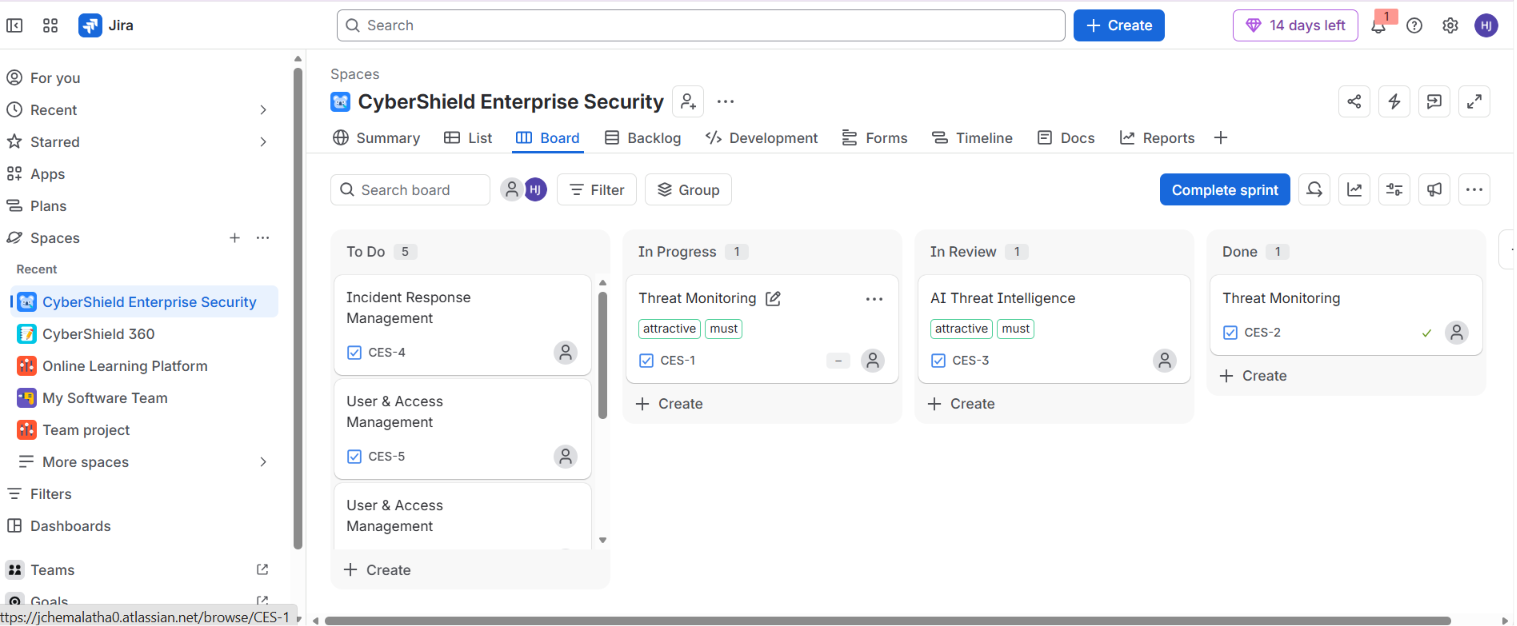 Jira
Search
Create
14 days left
1
HJ
For you
Recent
Starred
Apps
Plans
Spaces
Recent
CyberShield Enterprise Security
CyberShield 360
Online Learning Platform
My Software Team
Team project
More spaces
Filters
Dashboards
Teams
Goals
ttps://jchemalatha0.atlassian.net/browse/CES-1
Spaces
CyberShield Enterprise Security
Summary List Board Backlog Development Forms Timeline Docs Reports
Search board HJ Filter Group Complete sprint
To Do 5
Incident Response
Management
CES-4
User & Access
Management
CES-5
User & Access
Management
Create
In Progress 1
Threat Monitoring
attractive must
CES-1 –
Create
In Review 1
AI Threat Intelligence
attractive must
CES-3
Create
Done 1
Threat Monitoring
CES-2
Create